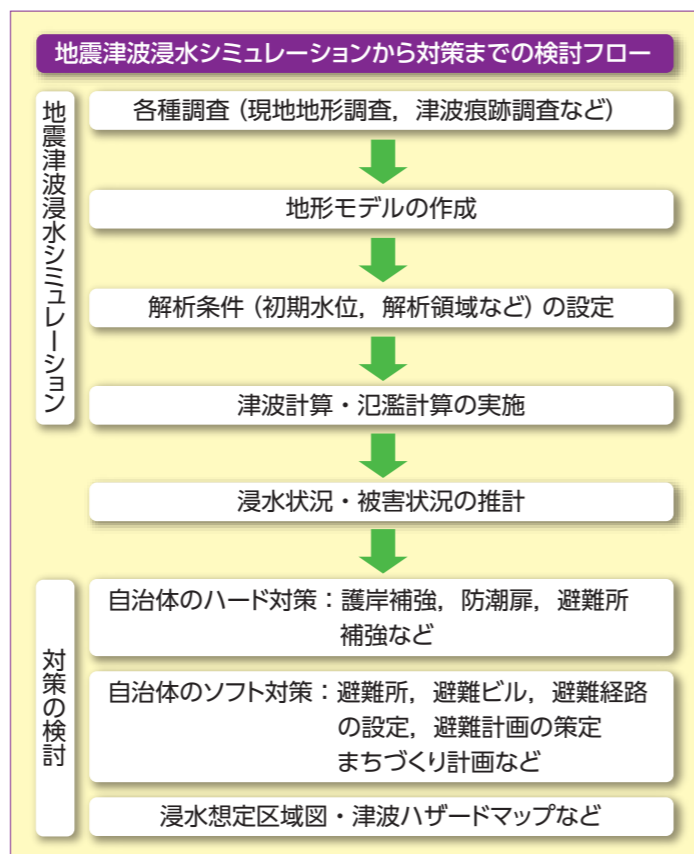 地震津波浸水シミュレーションから対策までの検討フロー
地震津波浸水シミュレーション
各種調査（現地地形調査，津波痕跡調査など）
地形モデルの作成
解析条件（初期水位，解析領域など）の設定
津波計算・氾濫計算の実施
浸水状況・被害状況の推計
対策の検討
自治体のハード対策：護岸補強，防潮扉，避難所
補強など
自治体のソフト対策：避難所，避難ビル，避難経路
の設定，避難計画の策定
まちづくり計画など
浸水想定区域図・津波ハザードマップなど